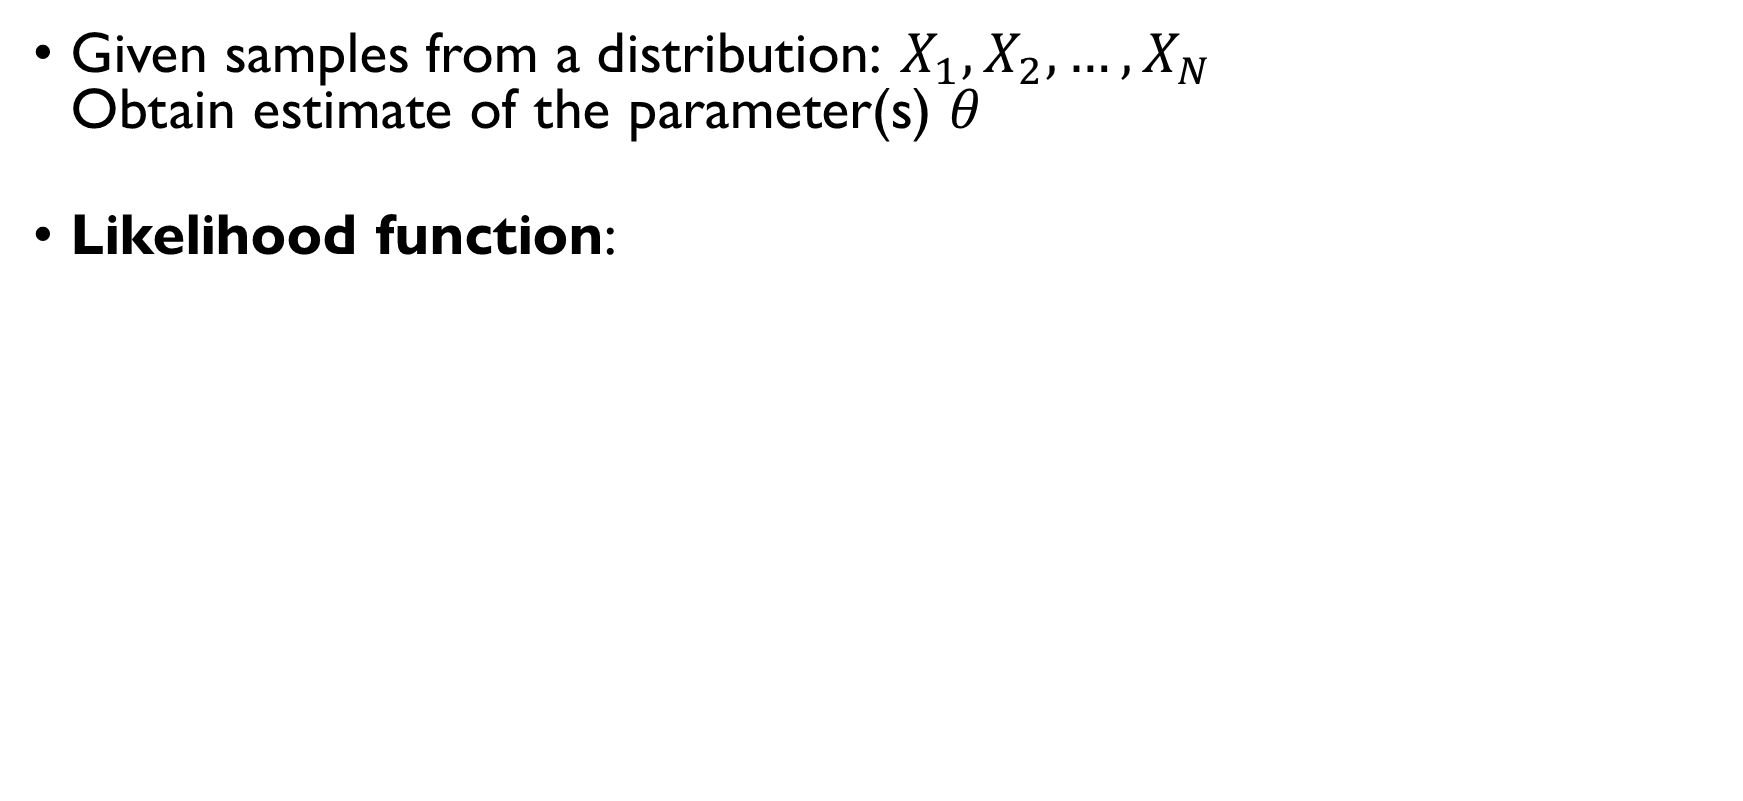 • Given samples from a distribution: X₁, X₂, … , X_N
Obtain estimate of the parameter(s) θ
• Likelihood function: